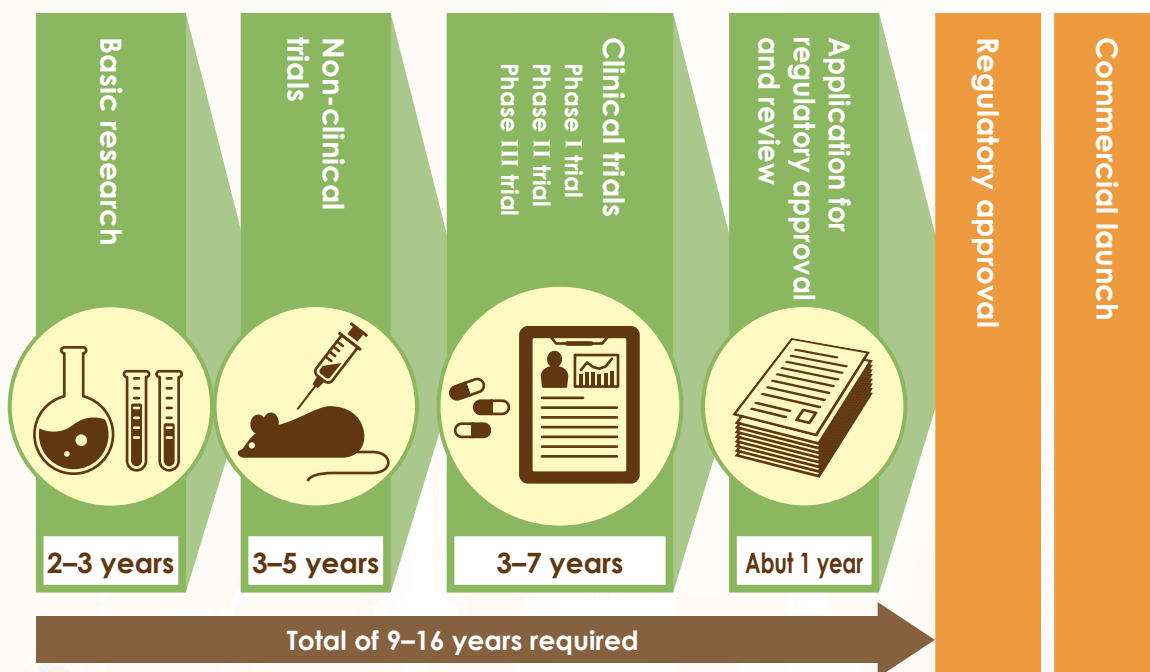 Basic research
Non-clinical
trials
Clinical trials
Phase I trial
Phase II trial
Phase III trial
Application for
regulatory approval
and review
Regulatory approval
Commercial launch
2–3 years
3–5 years
3–7 years
Abut 1 year
Total of 9–16 years required